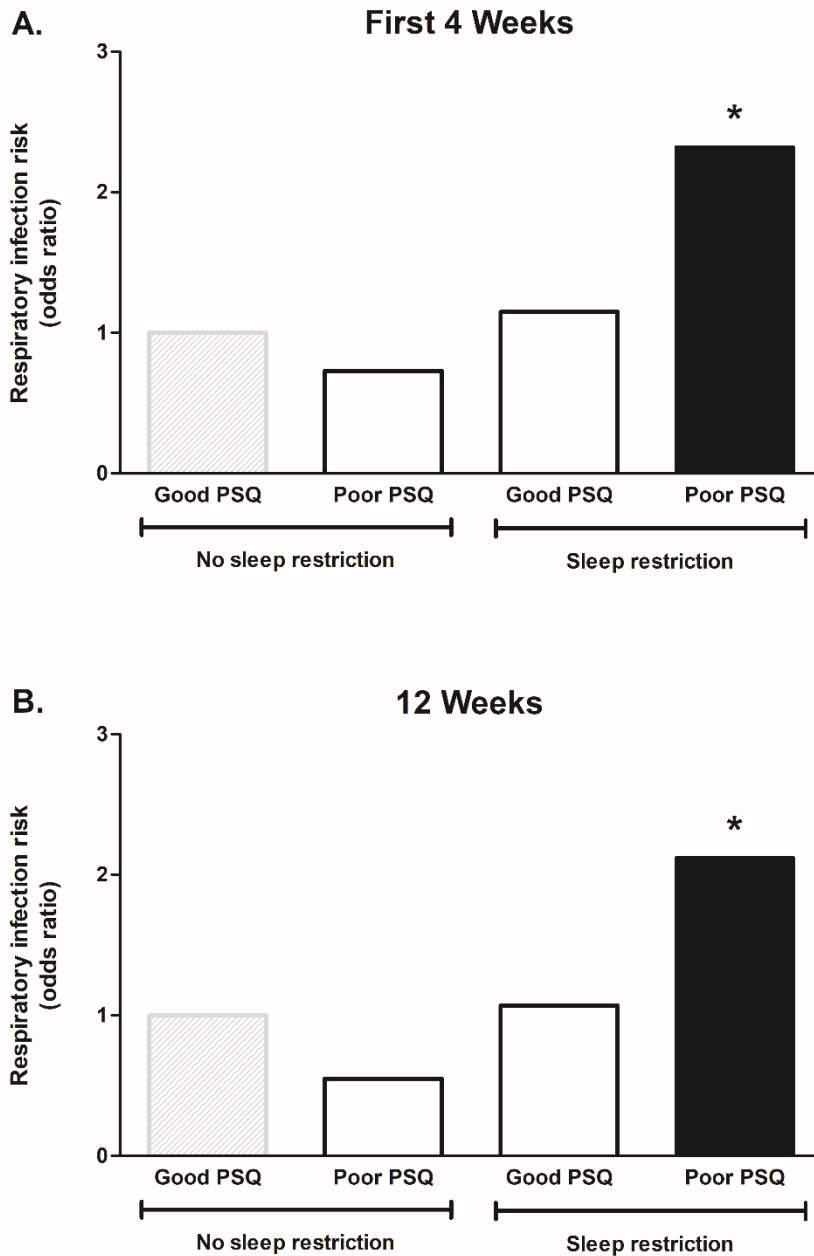 A.
First 4 Weeks
Respiratory infection risk
(odds ratio)
3
2
1
0
*
Good PSQ
Poor PSQ
Good PSQ
Poor PSQ
No sleep restriction
Sleep restriction
B.
12 Weeks
Respiratory infection risk
(odds ratio)
3
2
1
0
*
Good PSQ
Poor PSQ
Good PSQ
Poor PSQ
No sleep restriction
Sleep restriction